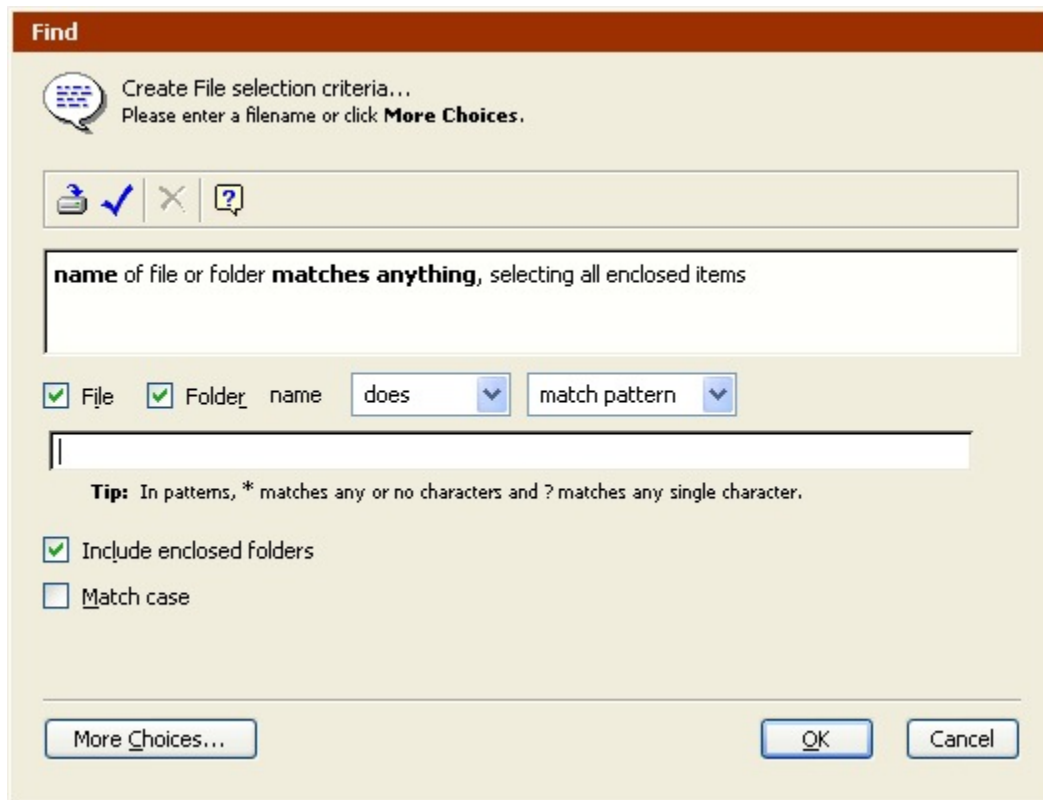 Find
Create File selection criteria...
Please enter a filename or click More Choices.
name of file or folder matches anything, selecting all enclosed items
File Folder name does match pattern
Tip: In patterns, * matches any or no characters and ? matches any single character.
Include enclosed folders
Match case
More Choices... OK Cancel